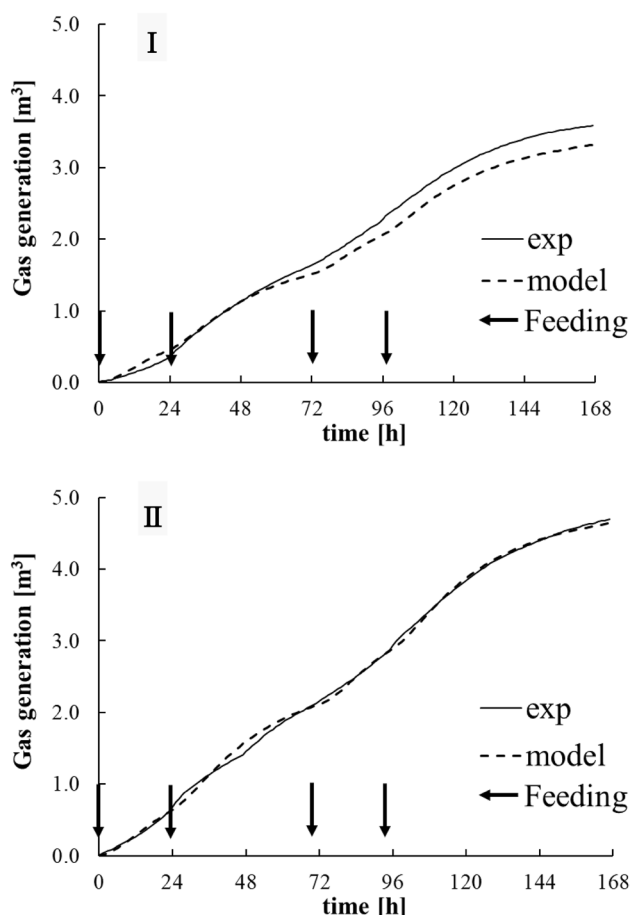 5.0
I
4.0
3.0
2.0
1.0
0.0
Gas generation [m³]
exp
model
Feeding
0 24 48 72 96 120 144 168
time [h]
5.0
II
4.0
3.0
2.0
1.0
0.0
Gas generation [m³]
exp
model
Feeding
0 24 48 72 96 120 144 168
time [h]